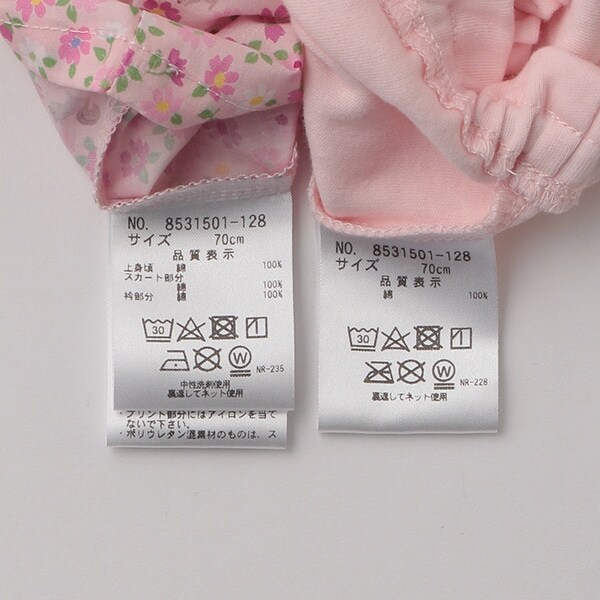 NO. 8531501-128
サイズ 70cm
品質表示
上身頃 綿 100%
スカート部分
綿 100%
衿部分 綿 100%
30
W
NR-235
中性洗剤使用
裏返してネット使用
・プリント部分にはアイロンを当て
ないで下さい。
・ポリウレタン混素材のものは、ス
NO. 8531501-128
サイズ 70cm
品質表示
綿 100%
30
W
NR-228
裏返してネット使用